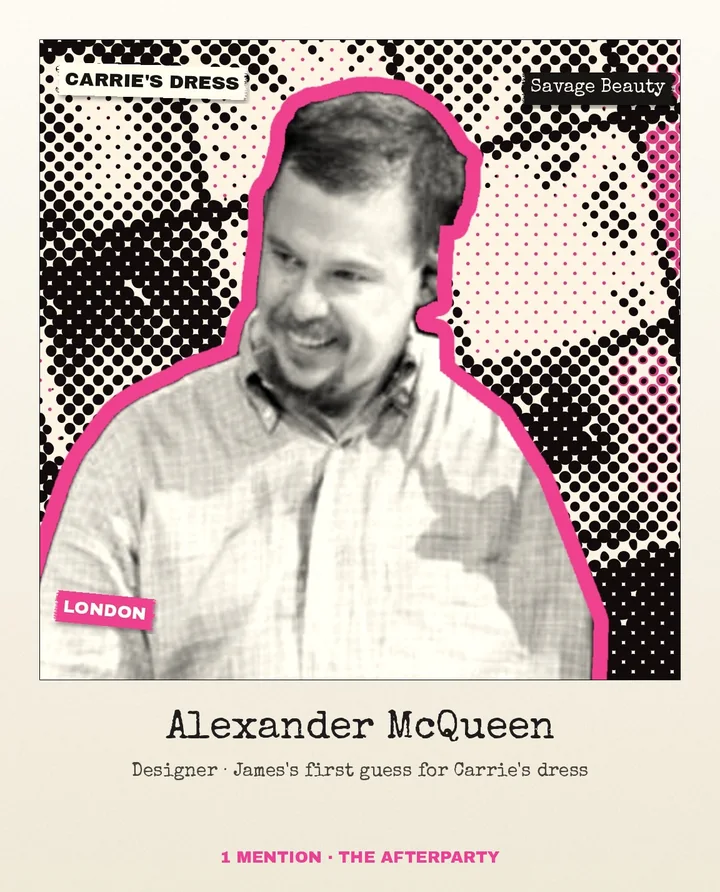 CARRIE'S DRESS
Savage Beauty
LONDON
Alexander McQueen
Designer · James's first guess for Carrie's dress
1 MENTION · THE AFTERPARTY